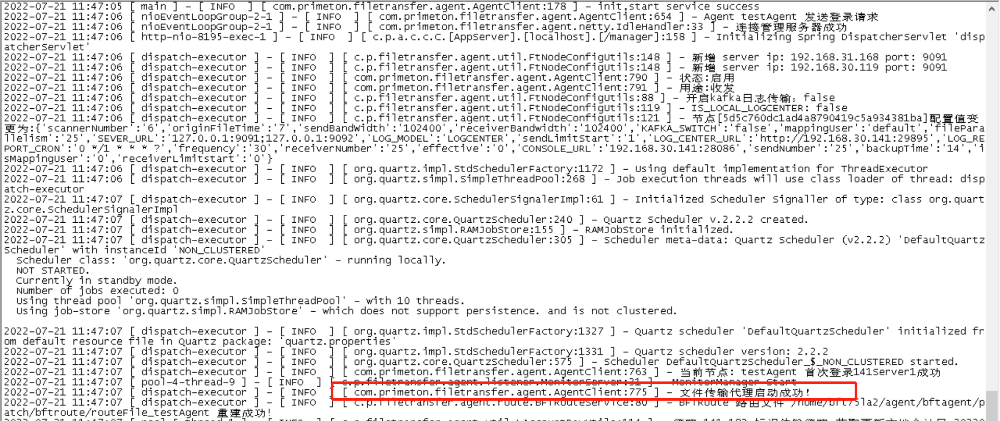 2022-07-21 11:47:05 [ main ] - [ INFO  ] [ com.primeton.filetransfer.agent.AgentClient:178 ] - init,start service success
2022-07-21 11:47:06 [ nioEventLoopGroup-2-1 ] - [ INFO  ] [ com.primeton.filetransfer.agent.AgentClient:654 ] - Agent testAgent 发送登录请求
2022-07-21 11:47:06 [ nioEventLoopGroup-2-1 ] - [ INFO  ] [ com.primeton.filetransfer.agent.netty.IdleHandler:33 ] - 连接管理服务器成功
2022-07-21 11:47:06 [ http-nio-8195-exec-1 ] - [ INFO  ] [ c.p.a.c.c.C.[AppServer].[localhost].[/manager]:158 ] - Initializing Spring DispatcherServlet 'disp
atcherServlet'
2022-07-21 11:47:06 [ dispatch-executor ] - [ INFO  ] [ c.p.filetransfer.agent.util.FtNodeConfigUtils:148 ] - 新增 server ip: 192.168.31.168 port: 9091
2022-07-21 11:47:06 [ dispatch-executor ] - [ INFO  ] [ c.p.filetransfer.agent.util.FtNodeConfigUtils:148 ] - 新增 server ip: 192.168.30.119 port: 9091
2022-07-21 11:47:06 [ dispatch-executor ] - [ INFO  ] [ com.primeton.filetransfer.agent.AgentClient:790 ] - 状态:启用
2022-07-21 11:47:06 [ dispatch-executor ] - [ INFO  ] [ com.primeton.filetransfer.agent.AgentClient:791 ] - 用途:收发
2022-07-21 11:47:06 [ dispatch-executor ] - [ INFO  ] [ c.p.filetransfer.agent.util.FtNodeConfigUtils:88 ] - 开启kafka日志传输：false
2022-07-21 11:47:06 [ dispatch-executor ] - [ INFO  ] [ c.p.filetransfer.agent.util.FtNodeConfigUtils:119 ] - IS_LOCAL_LOGCENTER: false
2022-07-21 11:47:06 [ dispatch-executor ] - [ INFO  ] [ c.p.filetransfer.agent.util.FtNodeConfigUtils:121 ] - 节点[5d5c760dc1ad4a8790419c5a934381ba]配置值变
更为:{'scannerNumber':'6','originFileTime':'7','sendBandwidth':'102400','receiverBandwidth':'102400','KAFKA_SWITCH':'false','mappingUser':'default','filePara
llelism':'25','SEVER_URL':'127.0.0.1:9091;127.0.0.1:9092','LOG_MODEL':'LOGCENTER','sendLimitStart':'1','LOG_CENTER_URL':'http://192.168.30.141:29895','LOG_RE
PORT_CRON':'0 */1 * * * ?','frequency':'30','receiverNumber':'25','effective':'0','CONSOLE_URL':'192.168.30.141:28086','sendNumber':'25','backupTime':'14','i
sMappingUser':'0','receiverLimitstart':'0'}
2022-07-21 11:47:06 [ dispatch-executor ] - [ INFO  ] [ org.quartz.impl.StdSchedulerFactory:1172 ] - Using default implementation for ThreadExecutor
2022-07-21 11:47:06 [ dispatch-executor ] - [ INFO  ] [ org.quartz.simpl.SimpleThreadPool:268 ] - Job execution threads will use class loader of thread: disp
atch-executor
2022-07-21 11:47:07 [ dispatch-executor ] - [ INFO  ] [ org.quartz.core.SchedulerSignalerImpl:61 ] - Initialized Scheduler Signaller of type: class org.quart
z.core.SchedulerSignalerImpl
2022-07-21 11:47:07 [ dispatch-executor ] - [ INFO  ] [ org.quartz.core.QuartzScheduler:240 ] - Quartz Scheduler v.2.2.2 created.
2022-07-21 11:47:07 [ dispatch-executor ] - [ INFO  ] [ org.quartz.simpl.RAMJobStore:155 ] - RAMJobStore initialized.
2022-07-21 11:47:07 [ dispatch-executor ] - [ INFO  ] [ org.quartz.core.QuartzScheduler:305 ] - Scheduler meta-data: Quartz Scheduler (v2.2.2) 'DefaultQuartz
Scheduler' with instanceId 'NON_CLUSTERED'
Scheduler class: 'org.quartz.core.QuartzScheduler' - running locally.
NOT STARTED.
Currently in standby mode.
Number of jobs executed: 0
Using thread pool 'org.quartz.simpl.SimpleThreadPool' - with 10 threads.
Using job-store 'org.quartz.simpl.RAMJobStore' - which does not support persistence. and is not clustered.
2022-07-21 11:47:07 [ dispatch-executor ] - [ INFO  ] [ org.quartz.impl.StdSchedulerFactory:1327 ] - Quartz scheduler 'DefaultQuartzScheduler' initialized fr
om default resource file in Quartz package: 'quartz.properties'
2022-07-21 11:47:07 [ dispatch-executor ] - [ INFO  ] [ org.quartz.impl.StdSchedulerFactory:1331 ] - Quartz scheduler version: 2.2.2
2022-07-21 11:47:07 [ dispatch-executor ] - [ INFO  ] [ org.quartz.core.QuartzScheduler:575 ] - Scheduler DefaultQuartzScheduler_$_NON_CLUSTERED started.
2022-07-21 11:47:07 [ dispatch-executor ] - [ INFO  ] [ com.primeton.filetransfer.agent.AgentClient:763 ] - 当前节点: testAgent 首次登录141Server1成功
2022-07-21 11:47:07 [ pool-4-thread-9 ] - [ INFO  ] [ c.p.filetransfer.agent.listener.MonitorServer:31 ] - MonitorManager Start
2022-07-21 11:47:07 [ dispatch-executor ] - [ INFO  ] [ com.primeton.filetransfer.agent.AgentClient:775 ] - 文件传输代理启动成功!
2022-07-21 11:47:07 [ dispatch-executor ] - [ INFO  ] [ c.p.filetransfer.agent.route.BFTRouteService:80 ] - BFTRoute 路由文件 /home/bft751a2/agent/bftagent/p
atch/bftroute/routeFile_testAgent 重建成功!